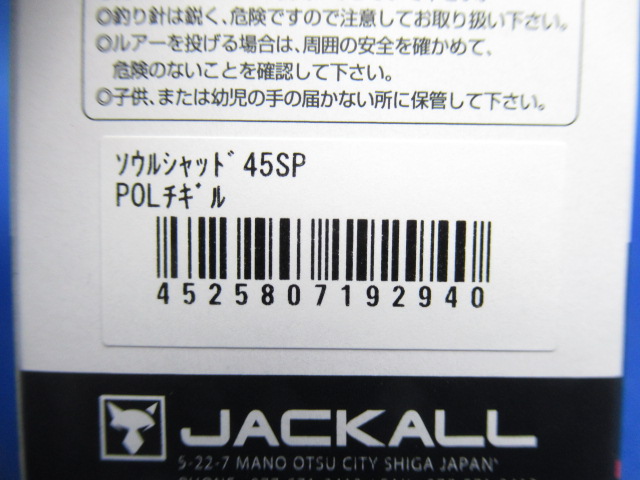 ◎釣り針は鋭く、危険ですので注意してお取り扱い下さい。
◎ルアーを投げる場合は、周囲の安全を確かめて、
危険のないことを確認して下さい。
◎子供、または幼児の手の届かない所に保管して下さい。
ｿｳﾙｼｬｯﾄﾞ45SP
POLﾁｷﾞﾙ
4525807192940
JACKALL
5-22-7 MANO OTSU CITY SHIGA JAPAN